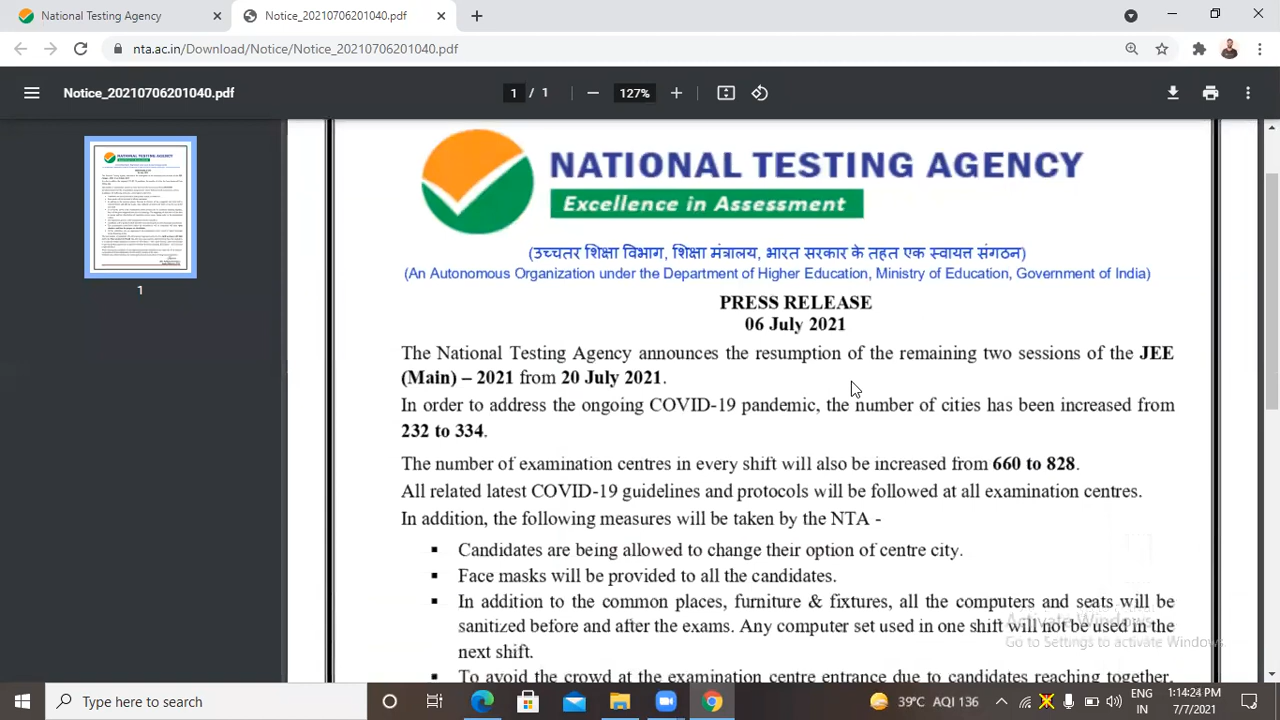 National Testing Agency
Notice_20210706201040.pdf
nta.ac.in/Download/Notice/Notice_20210706201040.pdf
Notice_20210706201040.pdf
1 / 1
127%
NATIONAL TESTING AGENCY
Excellence in Assessment
(उच्चतर शिक्षा विभाग, शिक्षा मंत्रालय, भारत सरकार के तहत एक स्वायत्त संगठन)
(An Autonomous Organization under the Department of Higher Education, Ministry of Education, Government of India)
1
PRESS RELEASE
06 July 2021
The National Testing Agency announces the resumption of the remaining two sessions of the JEE
(Main) – 2021 from 20 July 2021.
In order to address the ongoing COVID-19 pandemic, the number of cities has been increased from
232 to 334.
The number of examination centres in every shift will also be increased from 660 to 828.
All related latest COVID-19 guidelines and protocols will be followed at all examination centres.
In addition, the following measures will be taken by the NTA -
▪ Candidates are being allowed to change their option of centre city.
▪ Face masks will be provided to all the candidates.
▪ In addition to the common places, furniture & fixtures, all the computers and seats will be
sanitized before and after the exams. Any computer set used in one shift will not be used in the
next shift.
▪ To avoid the crowd at the examination centre entrance due to candidates reaching together,
Activate Windows
Go to Settings to activate Windows.
Type here to search
39°C AQI 136
ENG
IN
1:14:24 PM
7/7/2021